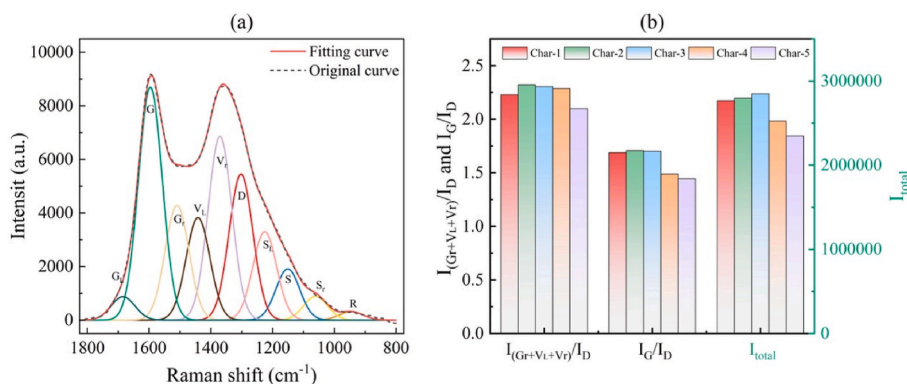 (a)
Intensit (a.u.)
10000
8000
6000
4000
2000
0
Fitting curve
Original curve
G
Gr
VL
Vr
D
SL
S
Sr
R
GL
1800 1600 1400 1200 1000 800
Raman shift (cm-1)
(b)
I(Gr+VL+Vr)/ID and IG/ID
2.5
2.0
1.5
1.0
0.5
0.0
Char-1 Char-2 Char-3 Char-4 Char-5
I(Gr+VL+Vr)/ID IG/ID Itotal
3000000
2000000
1000000
0
Itotal